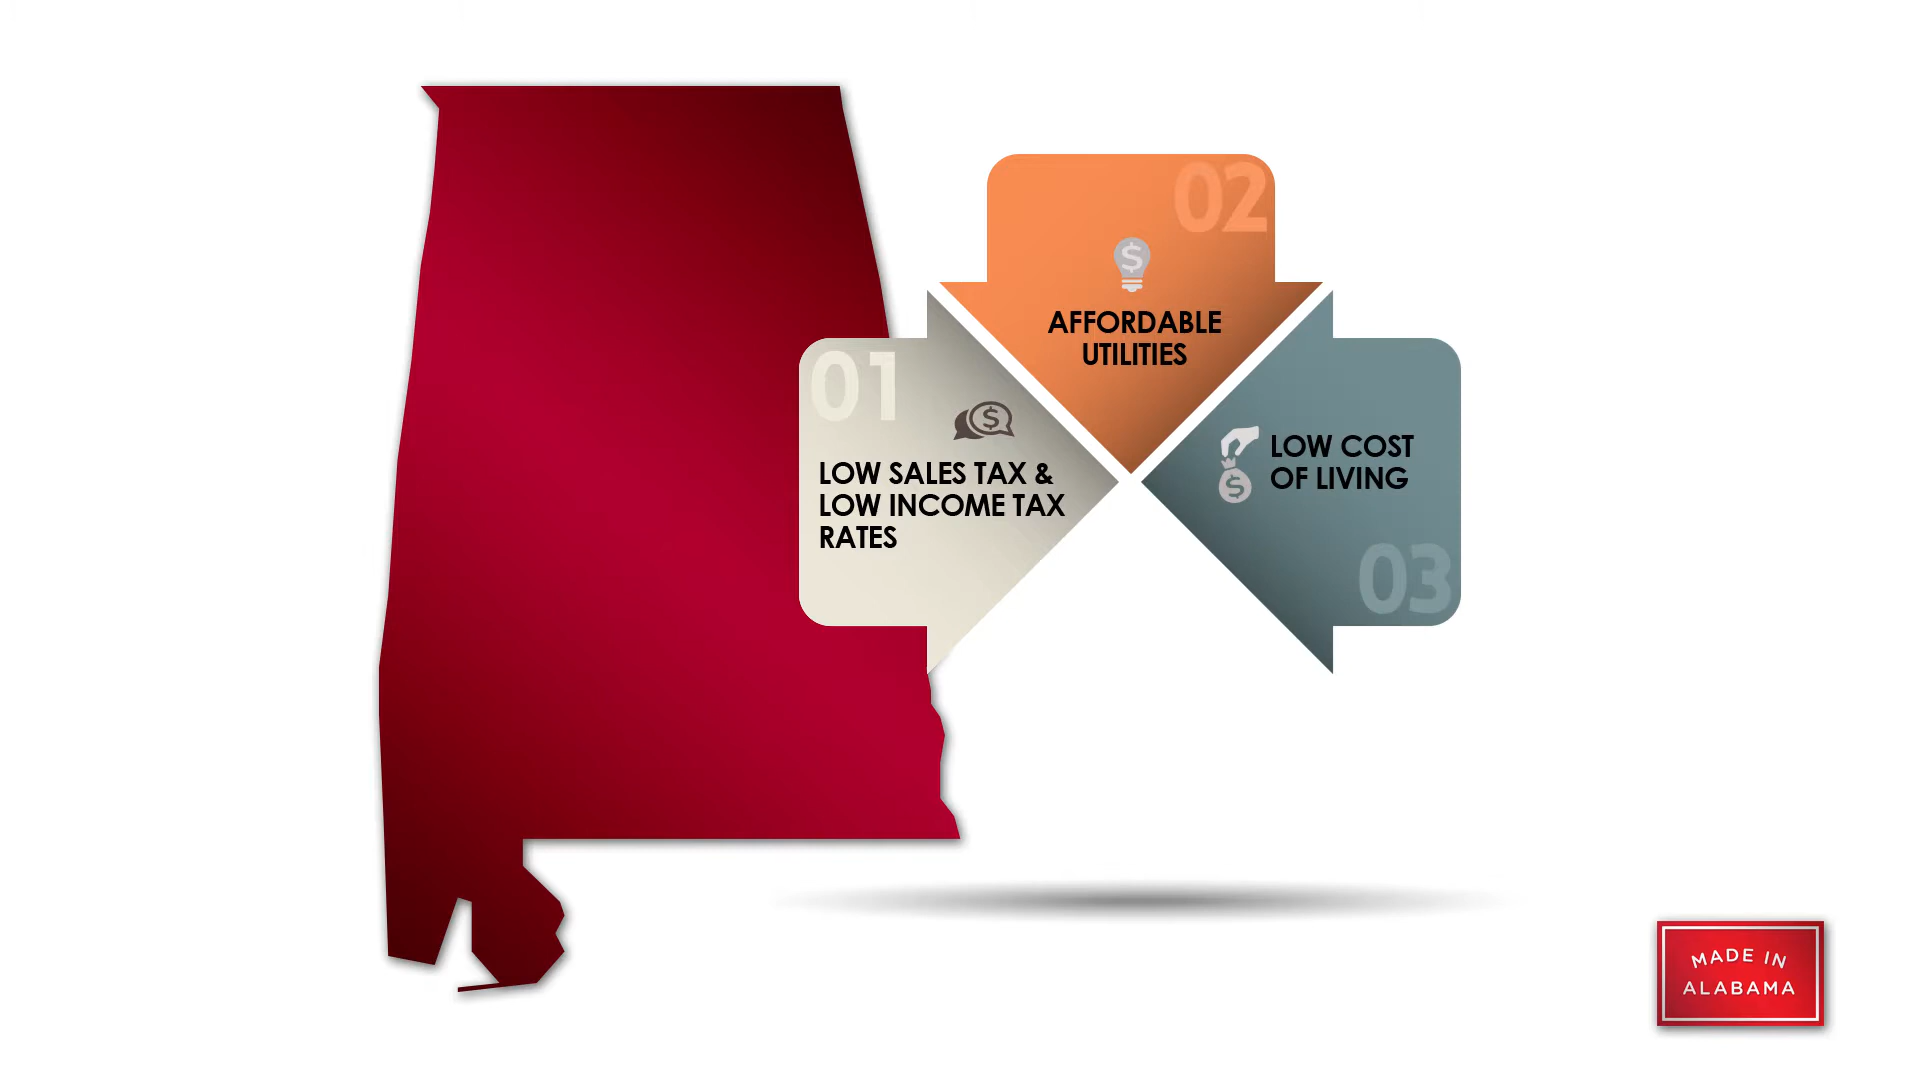 01
LOW SALES TAX &
LOW INCOME TAX
RATES
02
AFFORDABLE
UTILITIES
LOW COST
OF LIVING
03
MADE IN
ALABAMA